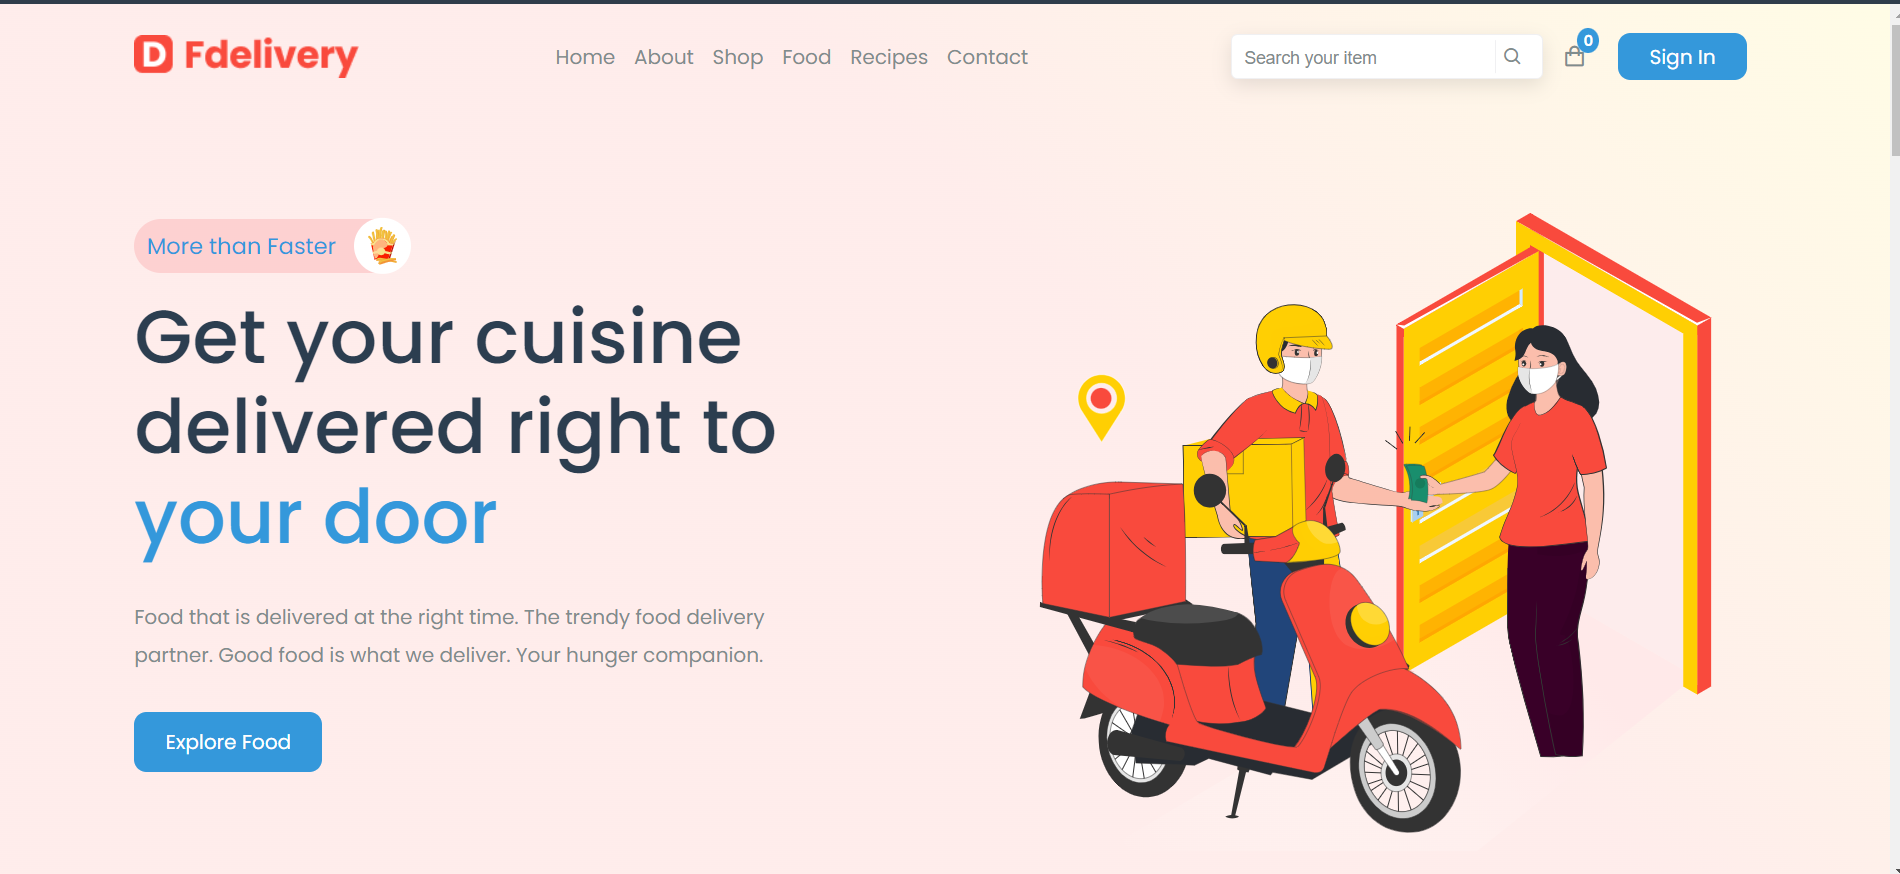 D Fdelivery
Home About Shop Food Recipes Contact
Search your item
0
Sign In
More than Faster
Get your cuisine
delivered right to
your door
Food that is delivered at the right time. The trendy food delivery
partner. Good food is what we deliver. Your hunger companion.
Explore Food